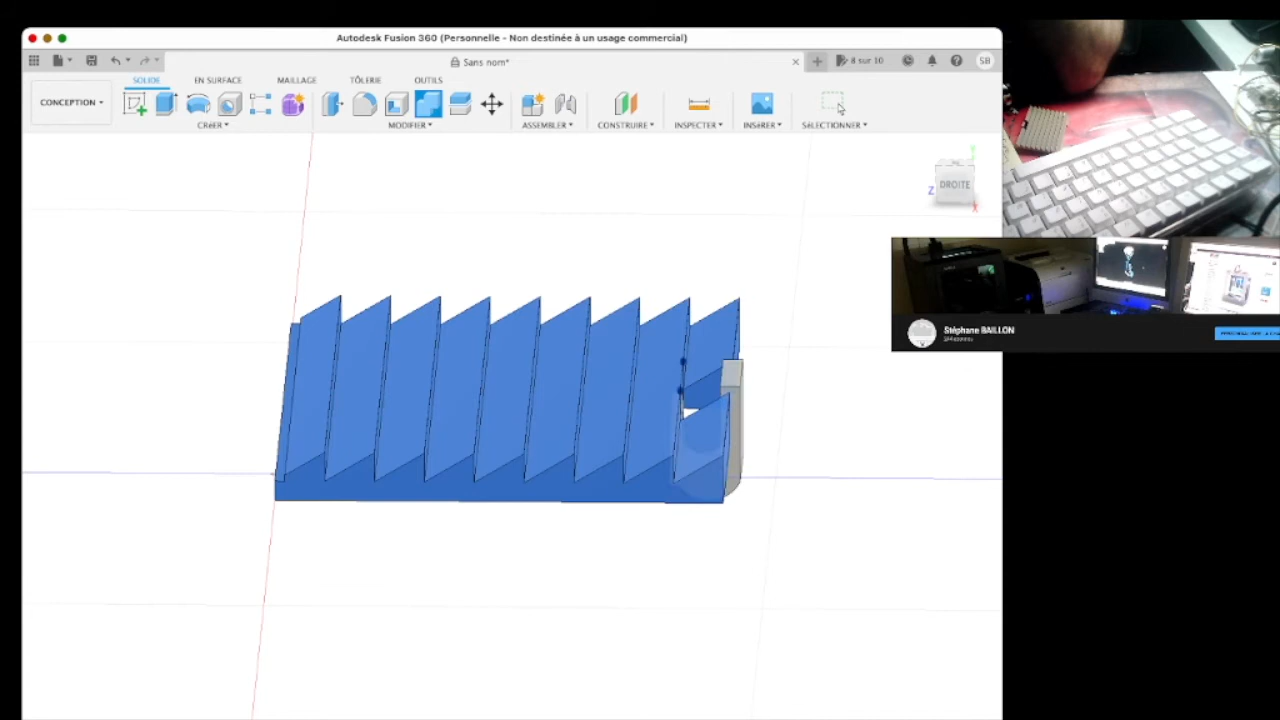 Autodesk Fusion 360 (Personnelle - Non destinée à un usage commercial)
Sans nom*
8 sur 10
SB
SOLIDE
EN SURFACE
MAILLAGE
TÔLERIE
OUTILS
CONCEPTION
CRÉER
MODIFIER
ASSEMBLER
CONSTRUIRE
INSPECTER
INSÉRER
SÉLECTIONNER
Y
DROITE
Z
X
Stéphane BAILLON